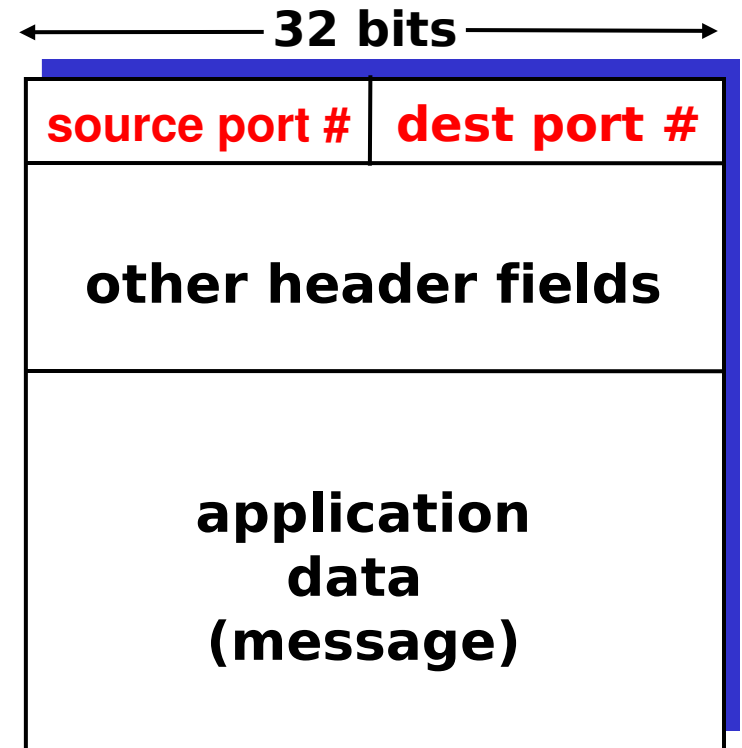 32 bits
source port # dest port #
other header fields
application
data
(message)